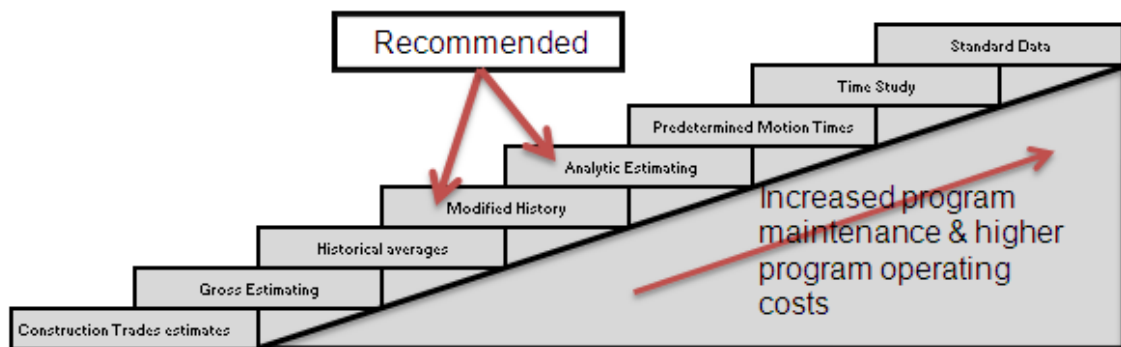 Recommended
Standard Data
Time Study
Predetermined Motion Times
Analytic Estimating
Modified History
Historical averages
Gross Estimating
Construction Trades estimates
Increased program
maintenance & higher
program operating
costs